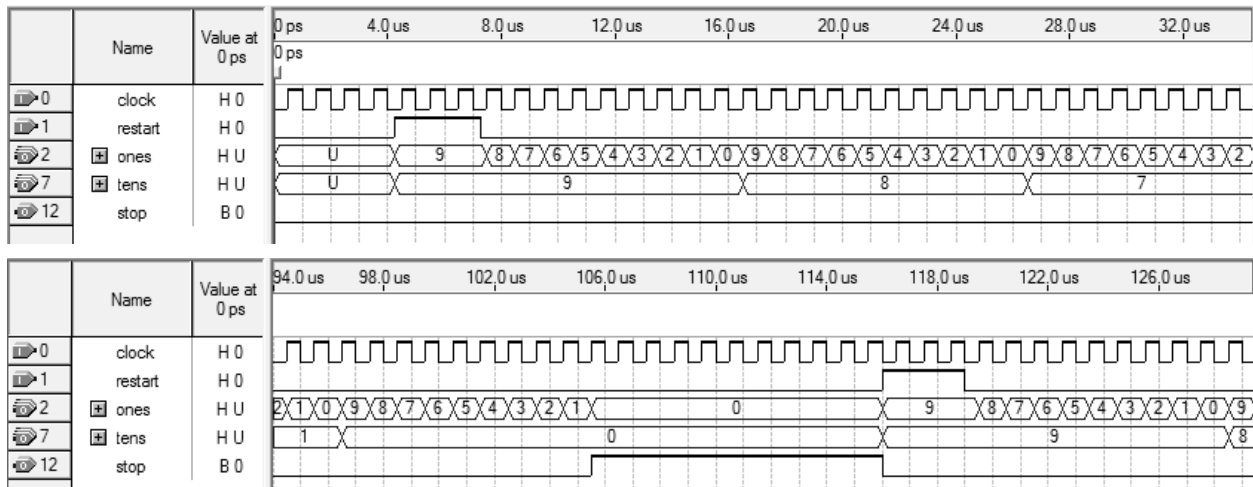 Name Value at 0 ps 0 ps 4.0 us 8.0 us 12.0 us 16.0 us 20.0 us 24.0 us 28.0 us 32.0 us
0 ps
0 clock H 0
1 restart H 0
2 ones H U U 9 8 7 6 5 4 3 2 1 0 9 8 7 6 5 4 3 2 1 0 9 8 7 6 5 4 3 2
7 tens H U U 9 8 7
12 stop B 0
Name Value at 0 ps 94.0 us 98.0 us 102.0 us 106.0 us 110.0 us 114.0 us 118.0 us 122.0 us 126.0 us
0 clock H 0
1 restart H 0
2 ones H U 2 1 0 9 8 7 6 5 4 3 2 1 0 9 8 7 6 5 4 3 2 1 0 9
7 tens H U 1 0 9 8
12 stop B 0